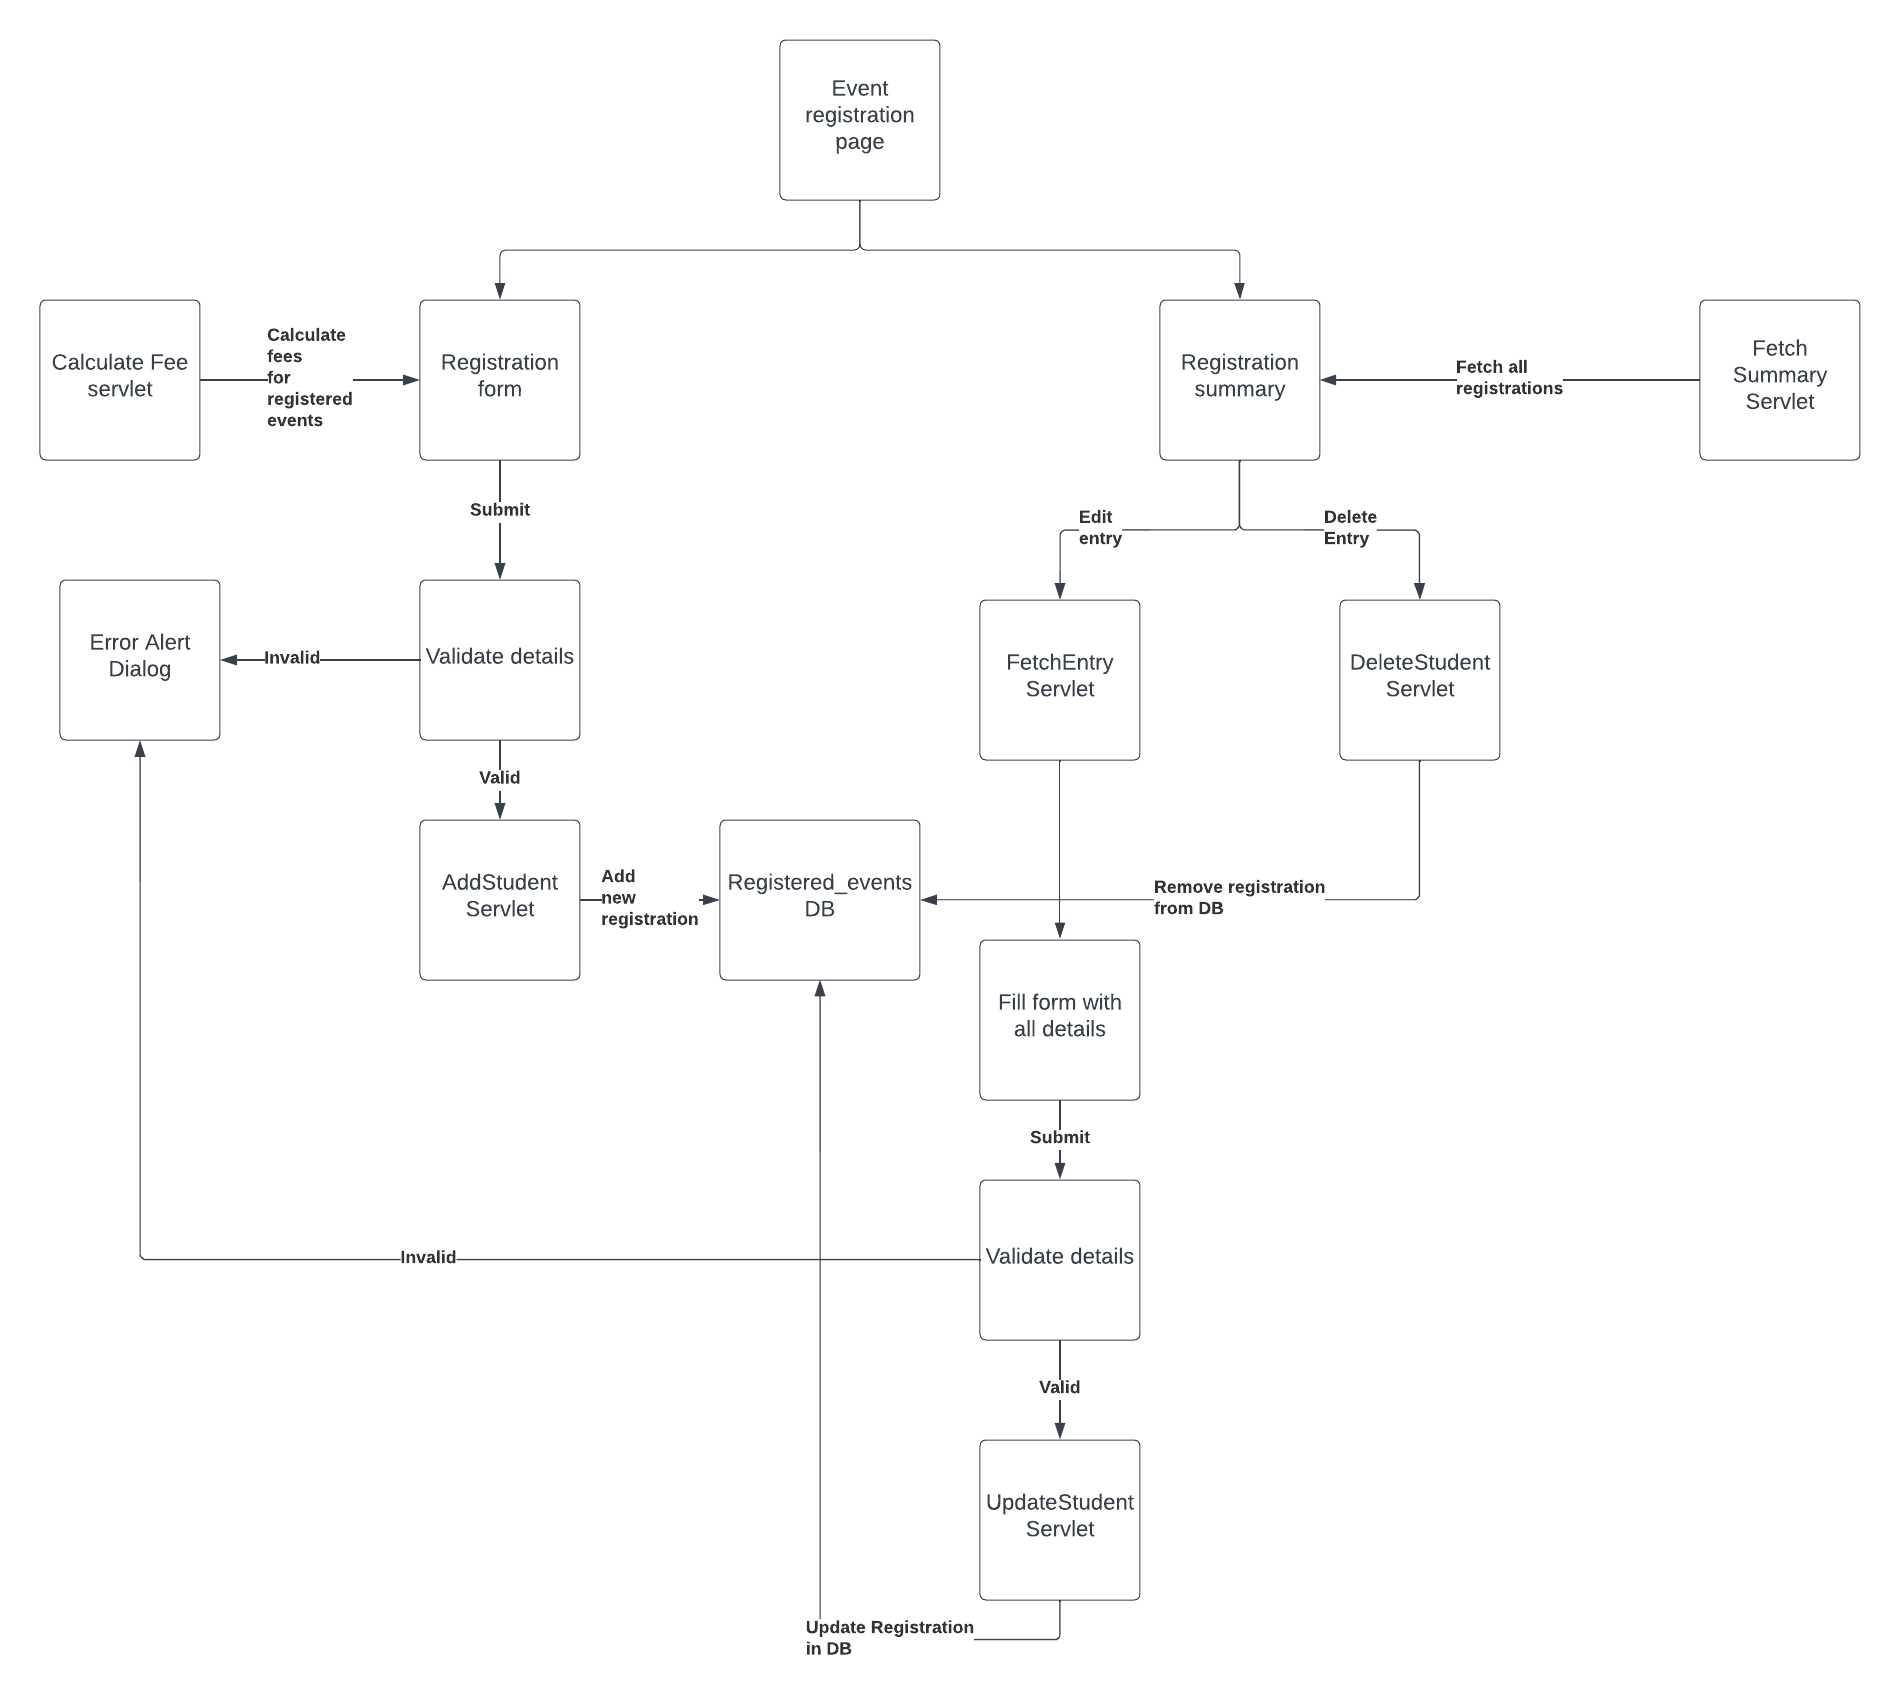 Event
registration
page
Calculate Fee
servlet
Calculate
fees
for
registered
events
Registration
form
Registration
summary
Fetch all
registrations
Fetch
Summary
Servlet
Submit
Edit
entry
Delete
Entry
Error Alert
Dialog
Invalid
Validate details
FetchEntry
Servlet
DeleteStudent
Servlet
Valid
AddStudent
Servlet
Add
new
registration
Registered_events
DB
Remove registration
from DB
Fill form with
all details
Submit
Invalid
Validate details
Valid
UpdateStudent
Servlet
Update Registration
in DB